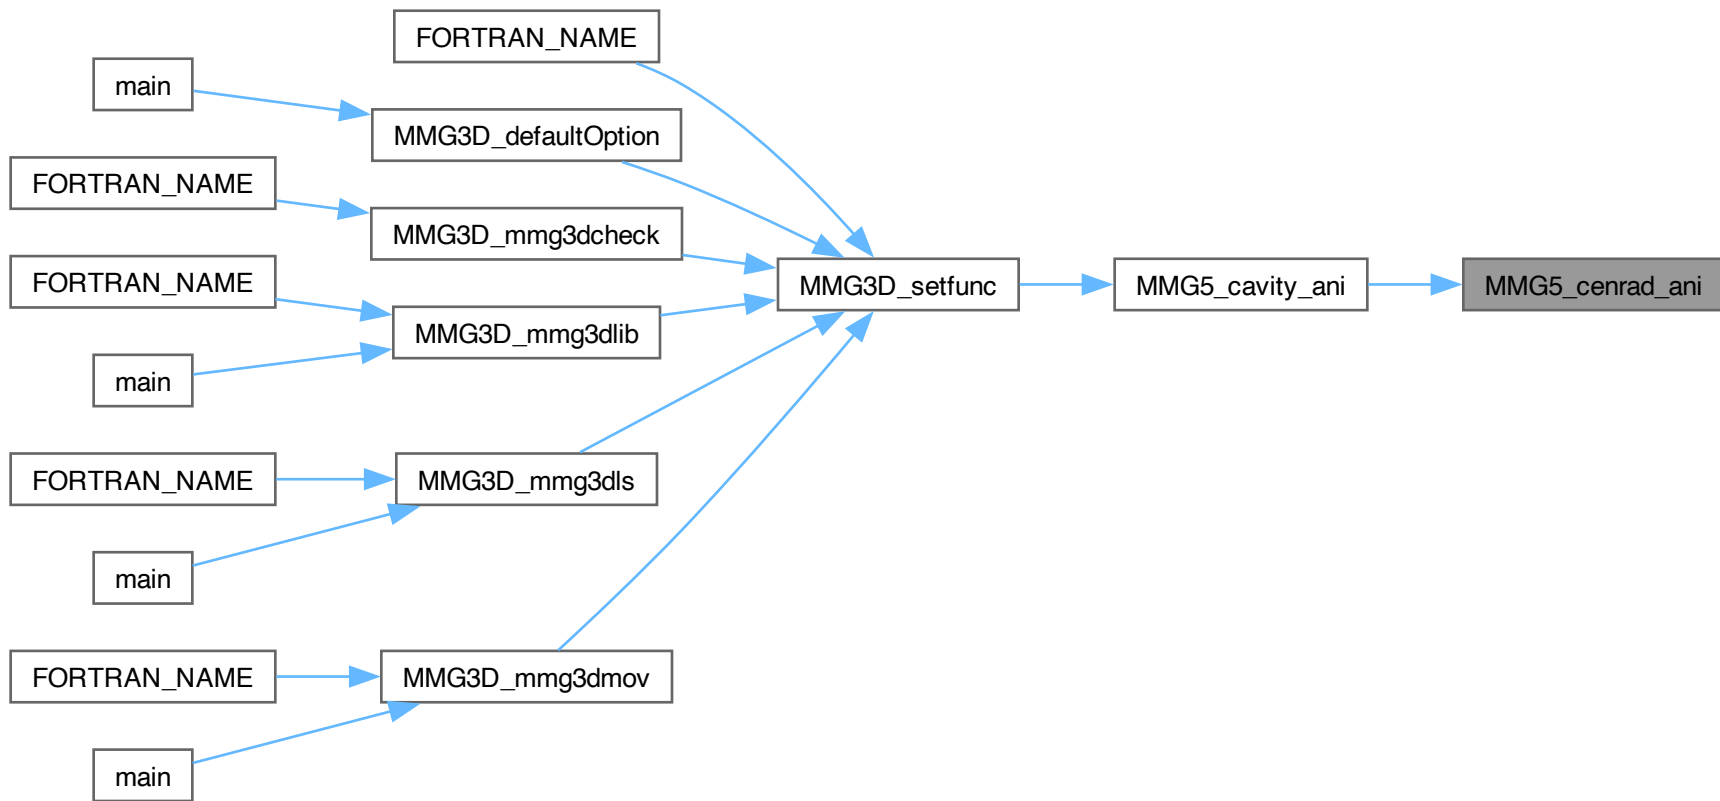 FORTRAN_NAME
main
MMG3D_defaultOption
FORTRAN_NAME
MMG3D_mmg3dcheck
FORTRAN_NAME
MMG3D_setfunc
MMG5_cavity_ani
MMG5_cenrad_ani
MMG3D_mmg3dlib
main
FORTRAN_NAME
MMG3D_mmg3dls
main
FORTRAN_NAME
MMG3D_mmg3dmov
main